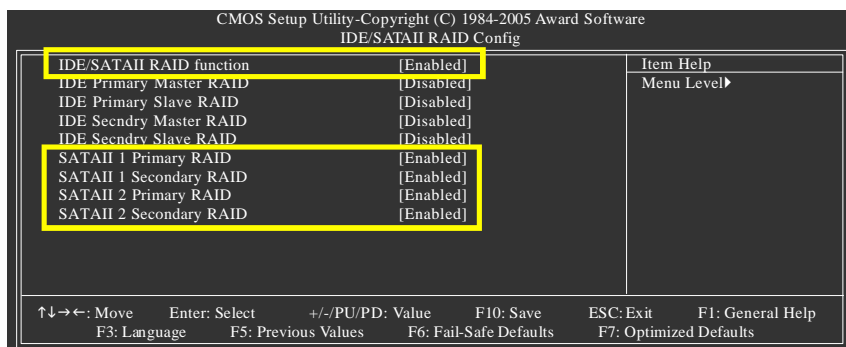 CMOS Setup Utility-Copyright (C) 1984-2005 Award Software
IDE/SATAII RAID Config
IDE/SATAII RAID function [Enabled] Item Help
IDE Primary Master RAID [Disabled] Menu Level▶
IDE Primary Slave RAID [Disabled]
IDE Secndry Master RAID [Disabled]
IDE Secndry Slave RAID [Disabled]
SATAII 1 Primary RAID [Enabled]
SATAII 1 Secondary RAID [Enabled]
SATAII 2 Primary RAID [Enabled]
SATAII 2 Secondary RAID [Enabled]
↑↓→←: Move Enter: Select +/-/PU/PD: Value F10: Save ESC: Exit F1: General Help
F3: Language F5: Previous Values F6: Fail-Safe Defaults F7: Optimized Defaults